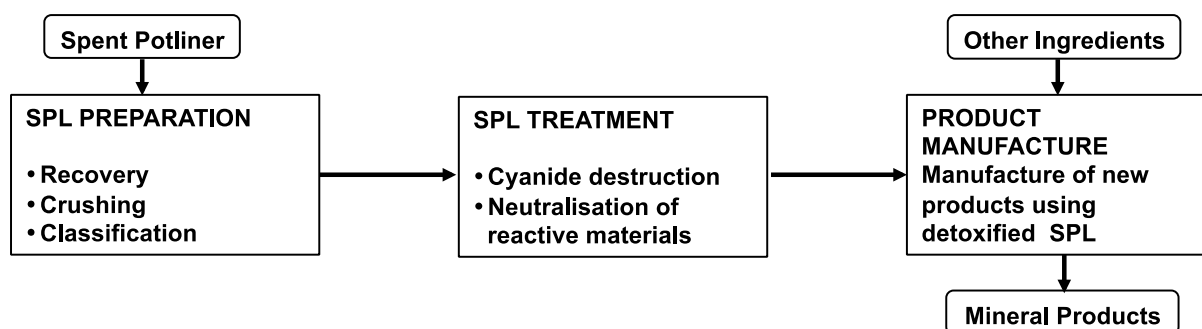 Spent Potliner
Other Ingredients
SPL PREPARATION
• Recovery
• Crushing
• Classification
SPL TREATMENT
• Cyanide destruction
• Neutralisation of
reactive materials
PRODUCT
MANUFACTURE
Manufacture of new
products using
detoxified SPL
Mineral Products